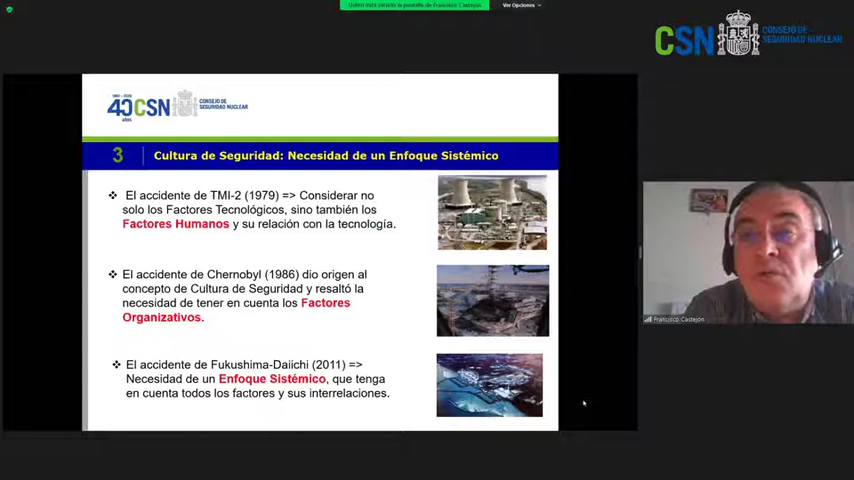 Usted está viendo la pantalla de Francisco Castejón
Ver Opciones
CSN CONSEJO DE
SEGURIDAD NUCLEAR
40 CSN CONSEJO DE
años SEGURIDAD NUCLEAR
3 Cultura de Seguridad: Necesidad de un Enfoque Sistémico
❖ El accidente de TMI-2 (1979) => Considerar no
solo los Factores Tecnológicos, sino también los
Factores Humanos y su relación con la tecnología.
❖ El accidente de Chernobyl (1986) dio origen al
concepto de Cultura de Seguridad y resaltó la
necesidad de tener en cuenta los Factores
Organizativos.
❖ El accidente de Fukushima-Daiichi (2011) =>
Necesidad de un Enfoque Sistémico, que tenga
en cuenta todos los factores y sus interrelaciones.
Francisco Castejón